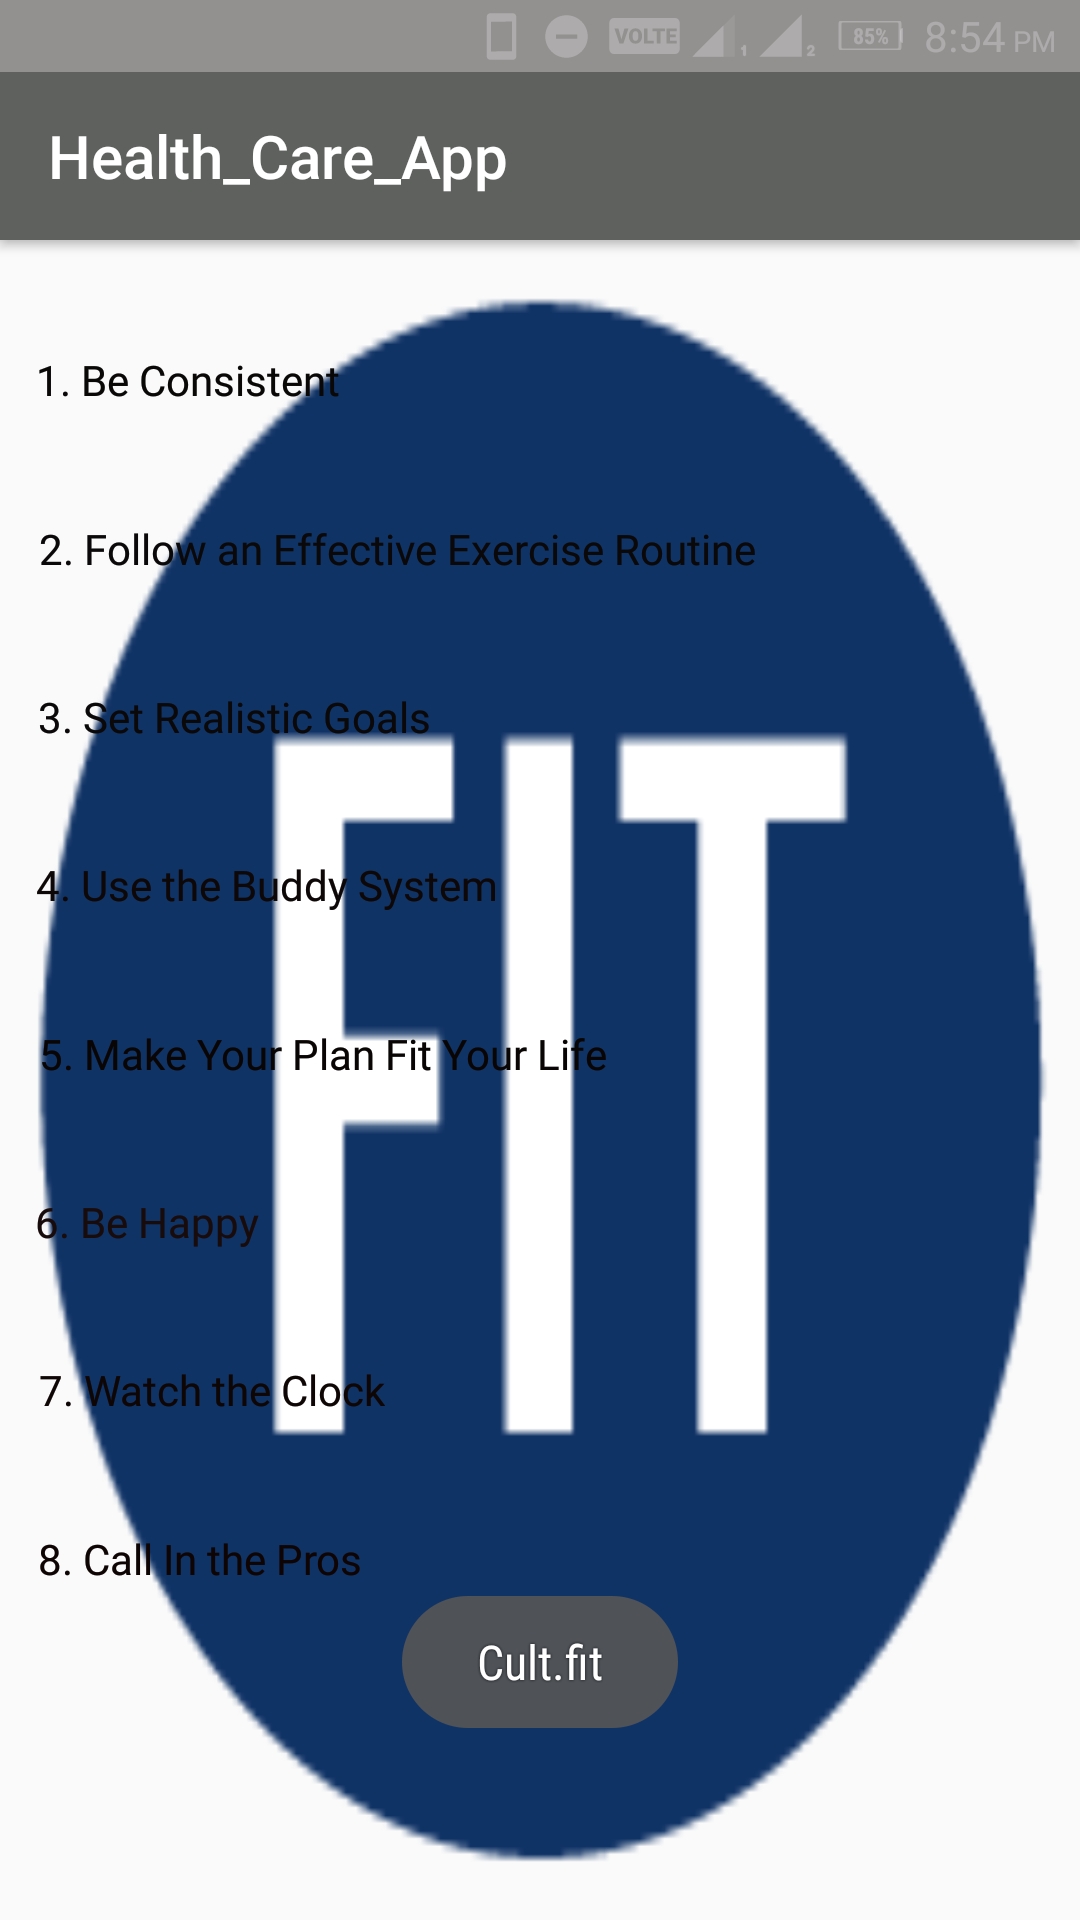 VOLTE 1 2 85% 8:54 PM
Health_Care_App
1. Be Consistent
2. Follow an Effective Exercise Routine
3. Set Realistic Goals
FIT
4. Use the Buddy System
5. Make Your Plan Fit Your Life
6. Be Happy
7. Watch the Clock
8. Call In the Pros
Cult.fit